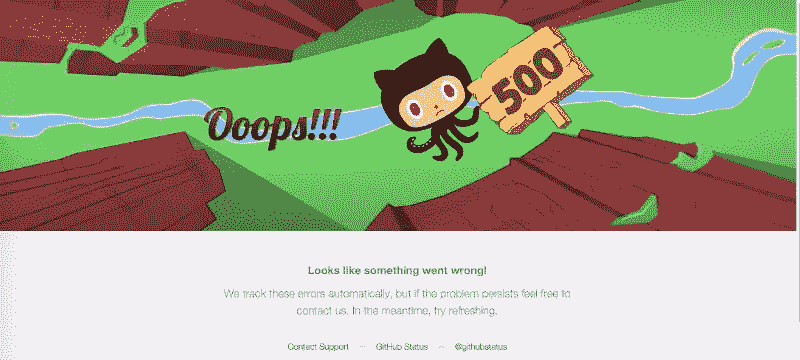 Ooops!!!
500
Looks like something went wrong!
We track these errors automatically, but if the problem persists feel free to
contact us. In the meantime, try refreshing.
Contact Support — GitHub Status — @githubstatus